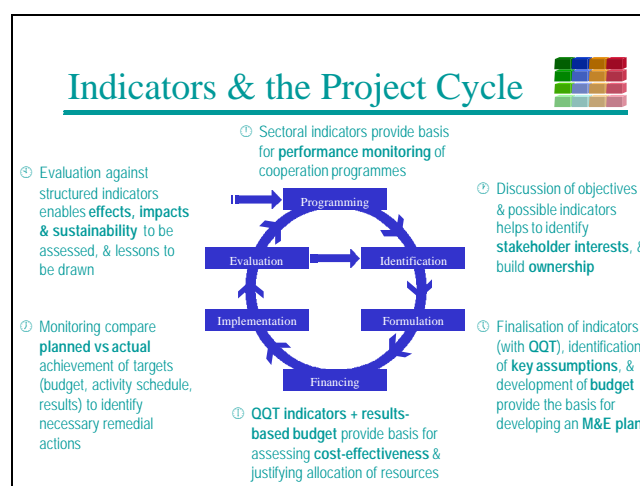 Indicators & the Project Cycle
Sectoral indicators provide basis
for performance monitoring of
cooperation programmes
Evaluation against
structured indicators
enables effects, impacts
& sustainability to be
assessed, & lessons to
be drawn
Programming
Discussion of objectives
& possible indicators
helps to identify
stakeholder interests, &
build ownership
Evaluation
Identification
Monitoring compare
planned vs actual
achievement of targets
(budget, activity schedule,
results) to identify
necessary remedial
actions
Implementation
Formulation
Finalisation of indicators
(with QQT), identification
of key assumptions, &
development of budget
provide the basis for
developing an M&E plan
Financing
QQT indicators + results-
based budget provide basis for
assessing cost-effectiveness &
justifying allocation of resources